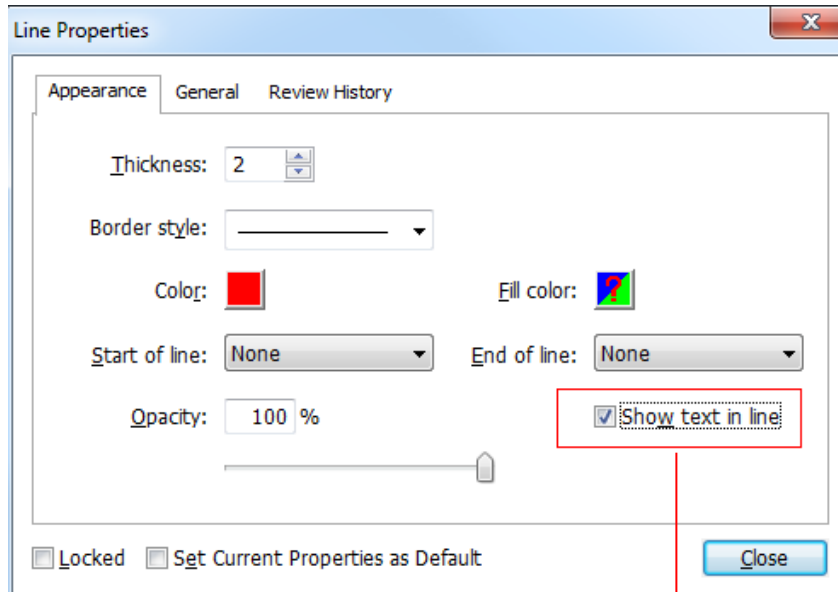 Line Properties
Appearance General Review History
Thickness: 2
Border style:
Color: Fill color: ?
Start of line: None End of line: None
Opacity: 100 % Show text in line
Locked Set Current Properties as Default Close